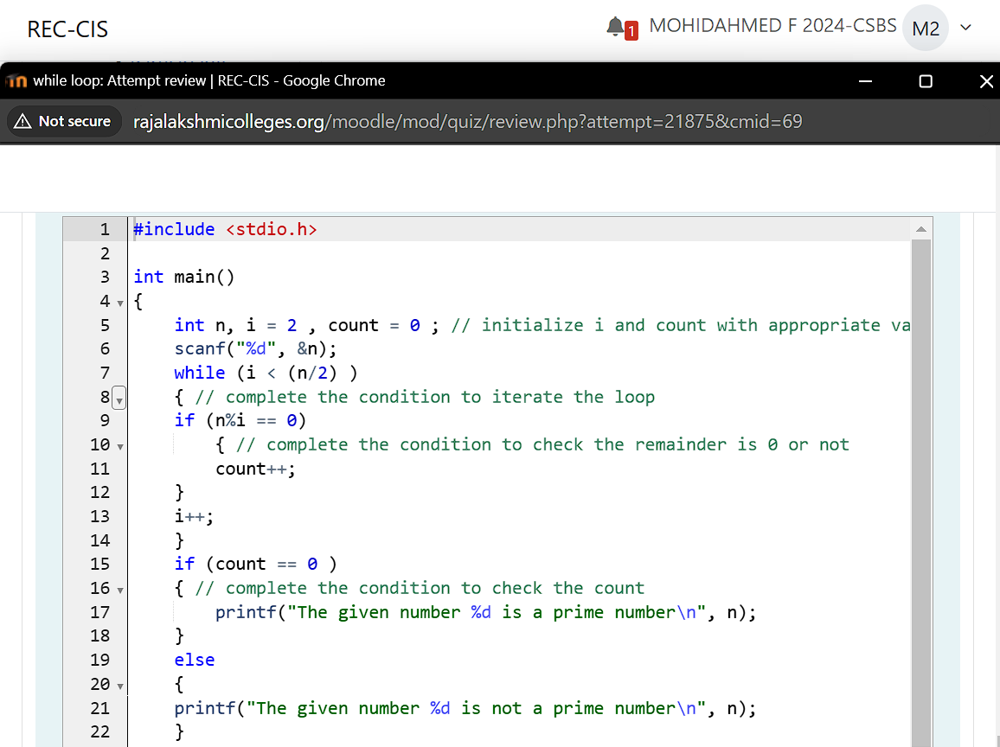 REC-CIS
1 MOHIDAHMED F 2024-CSBS M2
while loop: Attempt review | REC-CIS - Google Chrome
Not secure rajalakshmicolleges.org/moodle/mod/quiz/review.php?attempt=21875&cmid=69
1 #include <stdio.h>
2
3 int main()
4 {
5     int n, i = 2 , count = 0 ; // initialize i and count with appropriate va
6     scanf("%d", &n);
7     while (i < (n/2) )
8     { // complete the condition to iterate the loop
9     if (n%i == 0)
10         { // complete the condition to check the remainder is 0 or not
11         count++;
12     }
13     i++;
14     }
15     if (count == 0 )
16     { // complete the condition to check the count
17         printf("The given number %d is a prime number\n", n);
18     }
19     else
20     {
21     printf("The given number %d is not a prime number\n", n);
22     }